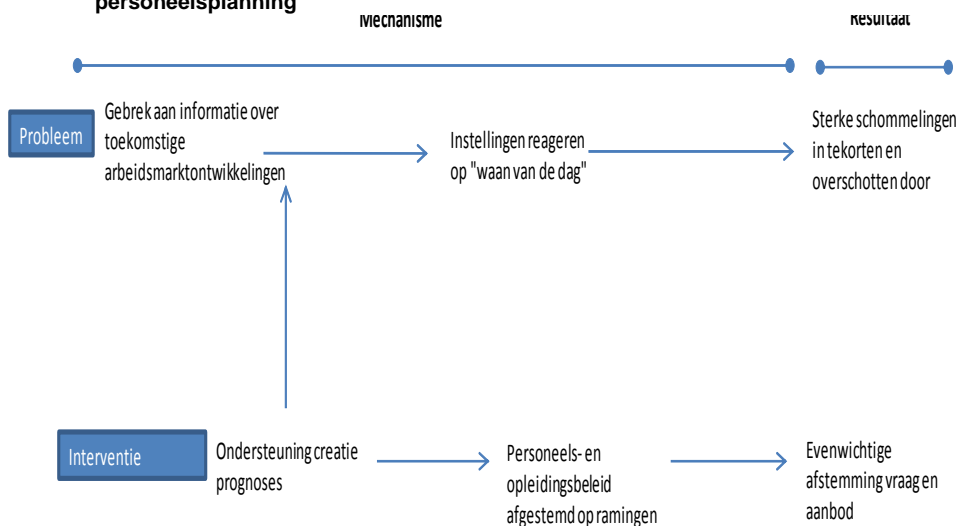 personeelsplanning
Mechanisme
Resultaat
Probleem
Gebrek aan informatie over
toekomstige
arbeidsmarktontwikkelingen
Instellingen reageren
op "waan van de dag"
Sterke schommelingen
in tekorten en
overschotten door
Interventie
Ondersteuning creatie
prognoses
Personeels- en
opleidingsbeleid
afgestemd op ramingen
Evenwichtige
afstemming vraag en
aanbod